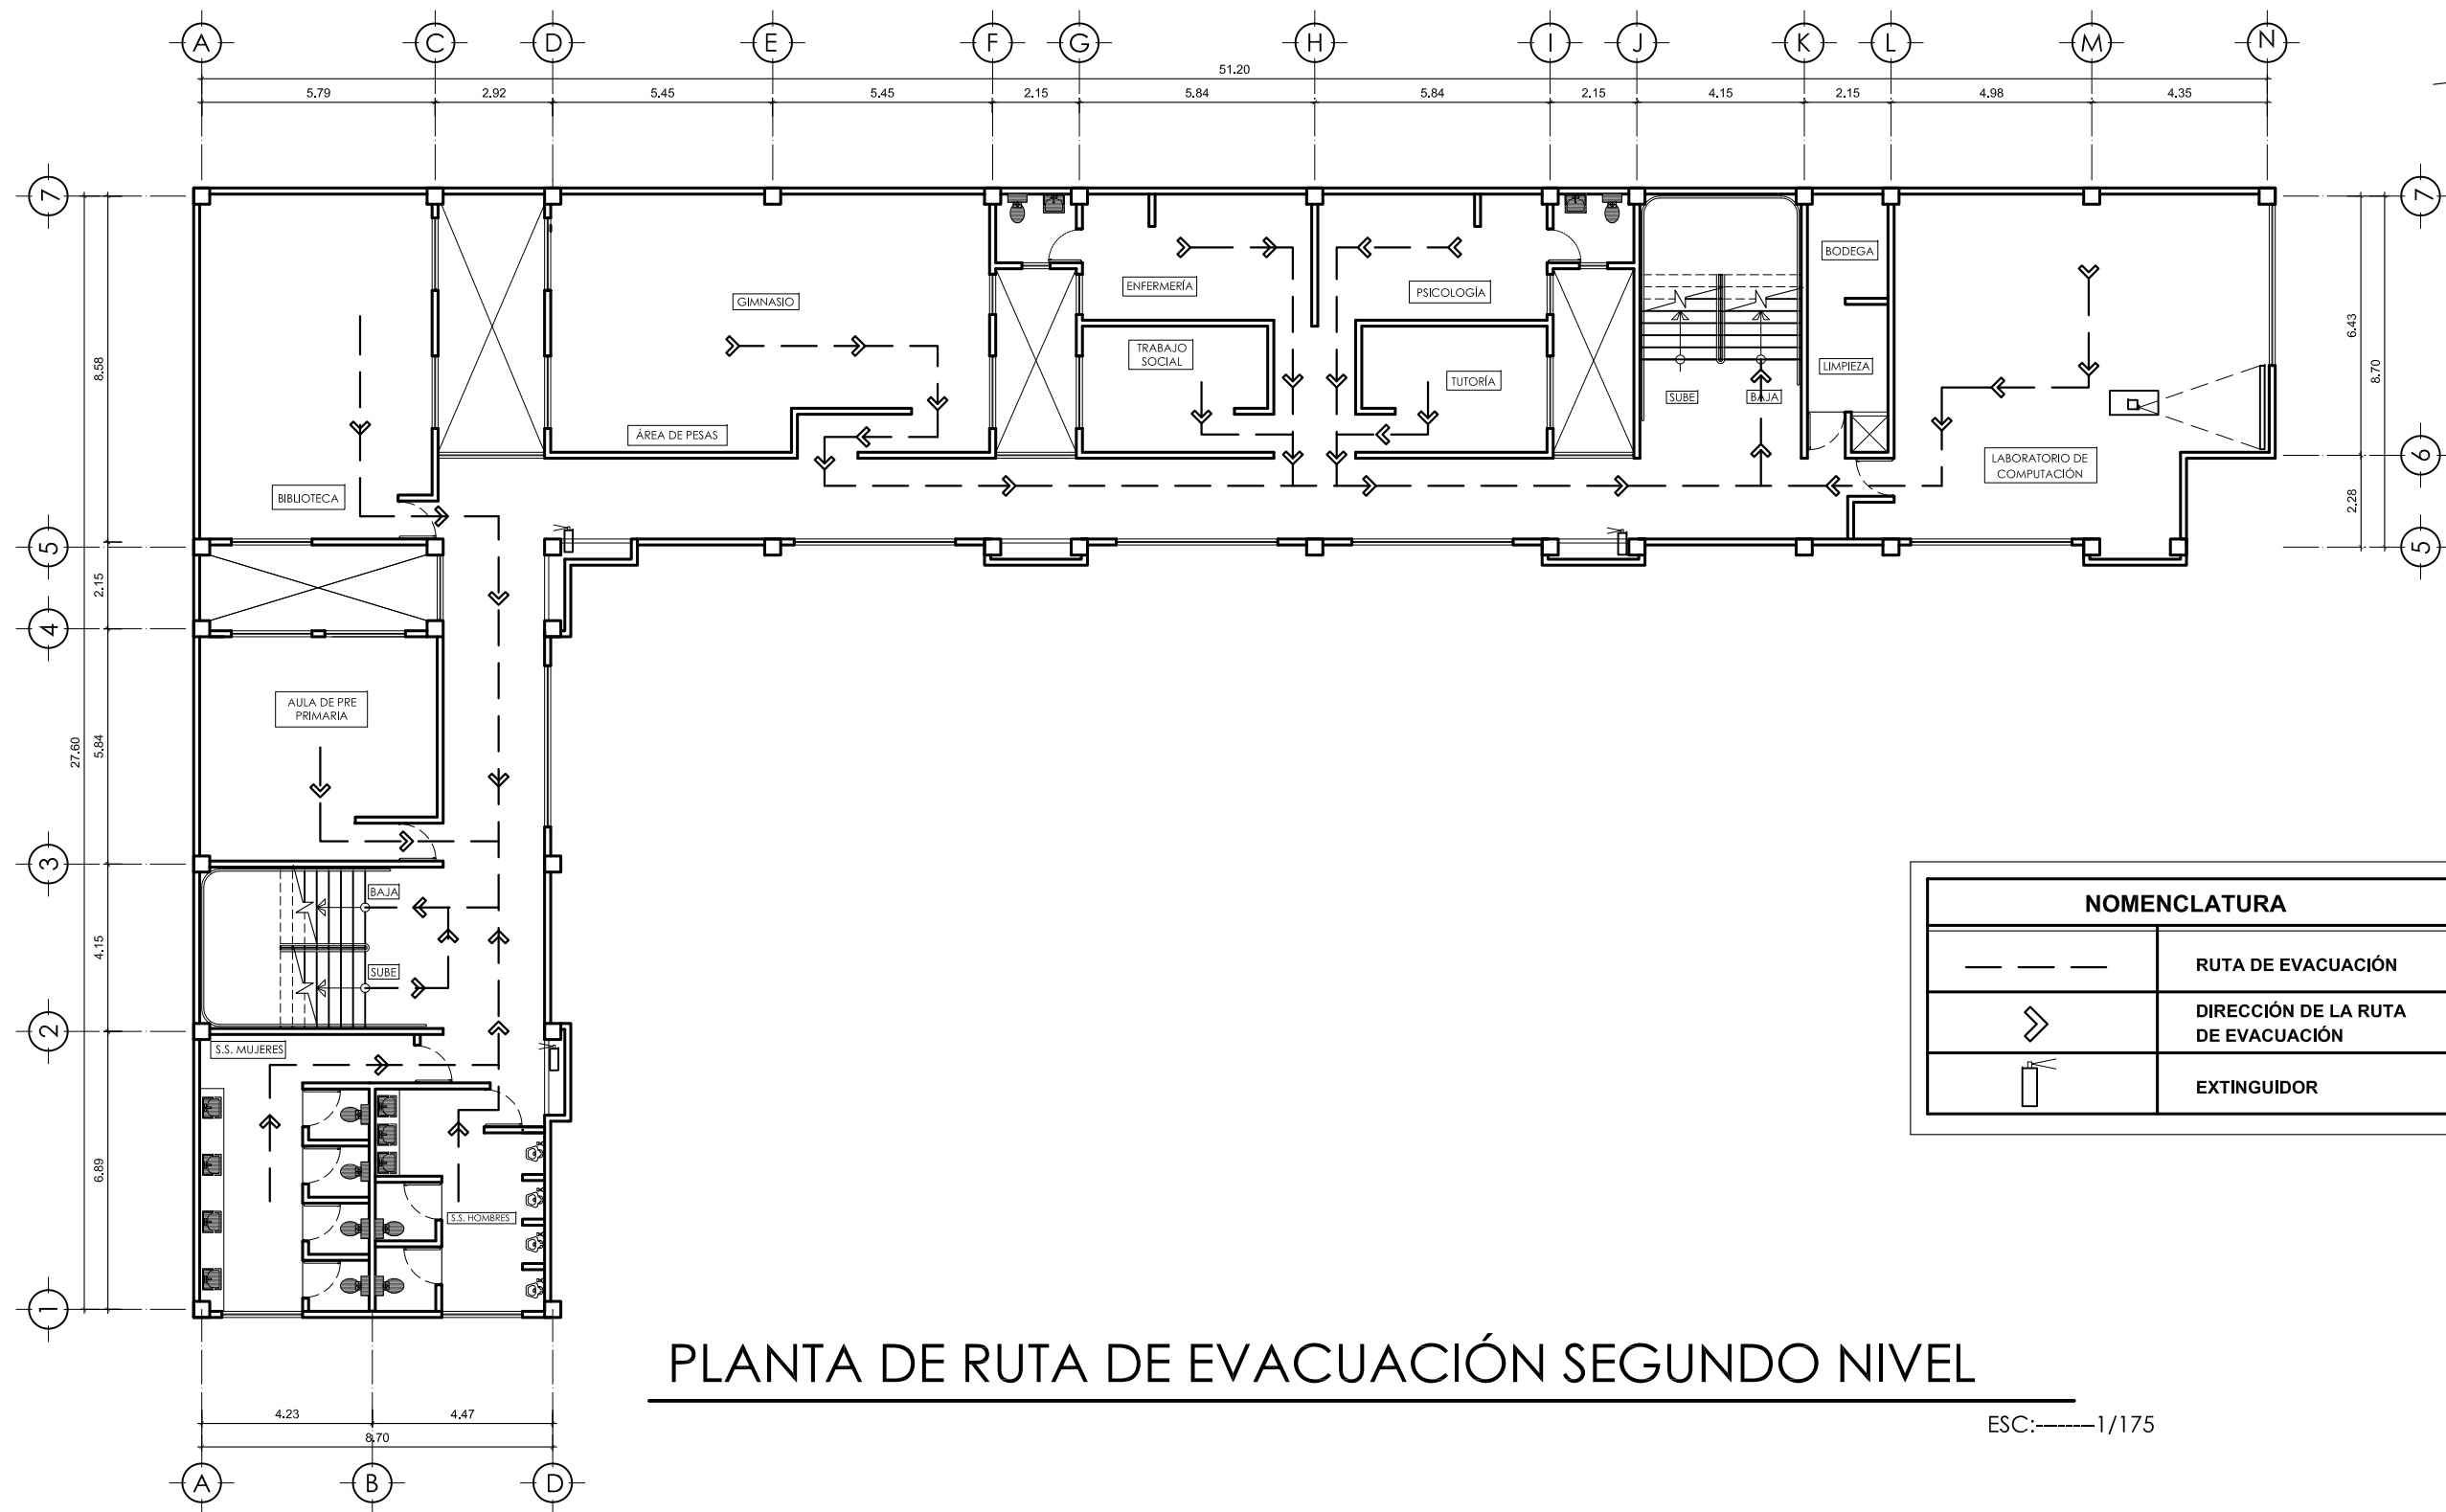 A C D E F G H I J K L M N
51.20
5.79 2.92 5.45 5.45 2.15 5.84 5.84 2.15 4.15 2.15 4.98 4.35
7 7
BODEGA
ENFERMERÍA
PSICOLOGÍA
GIMNASIO
TRABAJO
SOCIAL
TUTORÍA
LIMPIEZA
SUBE BAJA
6.43
8.70
8.58
ÁREA DE PESAS
6
LABORATORIO DE
COMPUTACIÓN
BIBLIOTECA
2.28
5 5
2.15
4
AULA DE PRE
PRIMARIA
27.60
5.84
3
BAJA
SUBE
4.15
2
S.S. MUJERES
S.S. HOMBRES
6.89
1
NOMENCLATURA
RUTA DE EVACUACIÓN
DIRECCIÓN DE LA RUTA
DE EVACUACIÓN
EXTINGUIDOR
PLANTA DE RUTA DE EVACUACIÓN SEGUNDO NIVEL
ESC:-------1/175
4.23 4.47
8.70
A B D